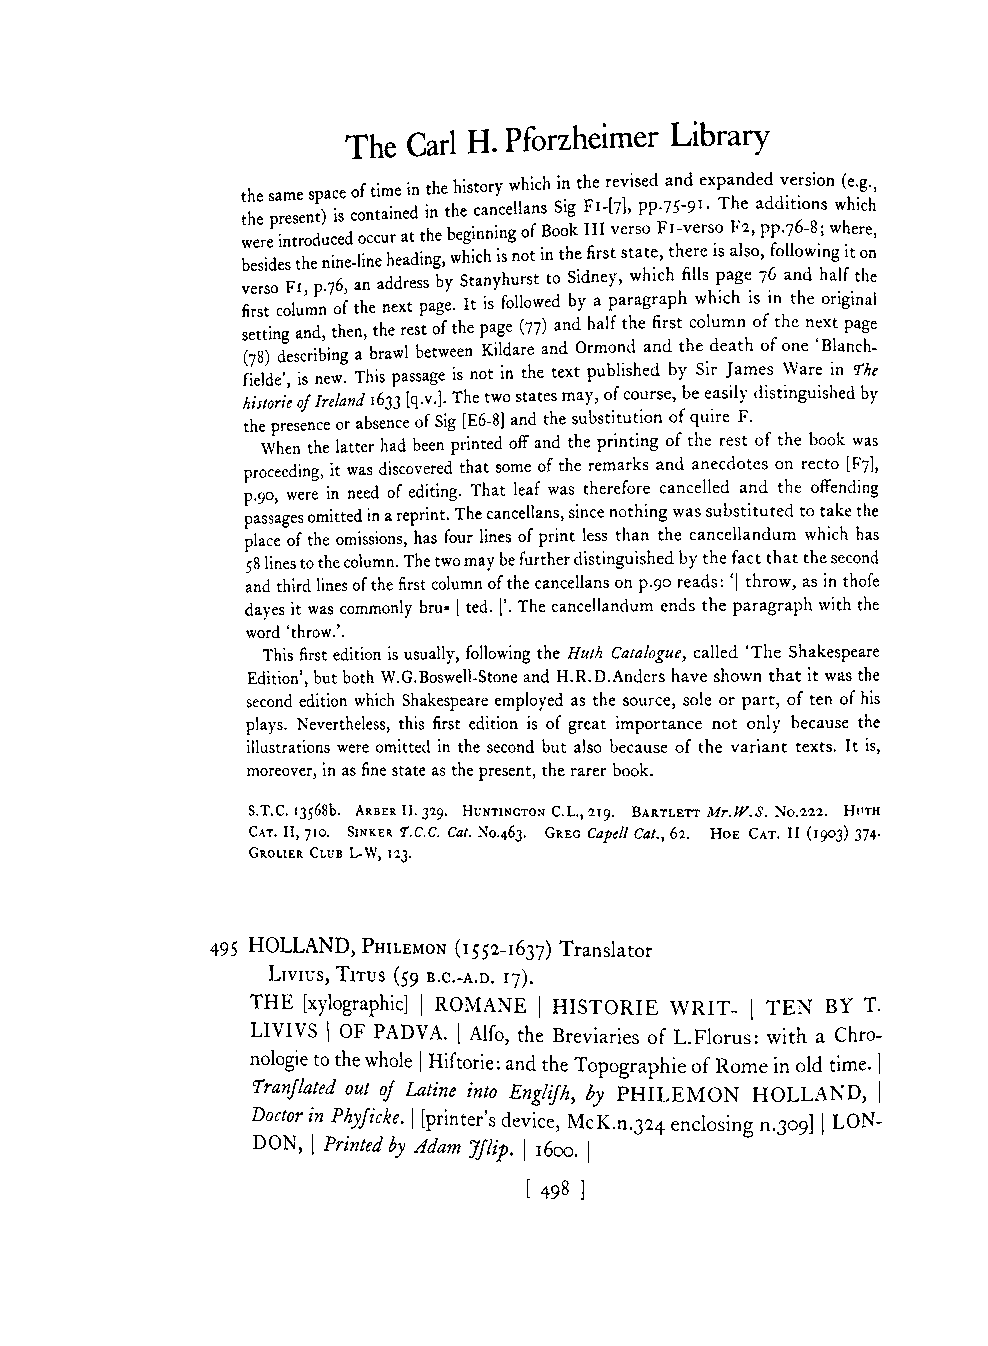 The Carl H. Pforzheimer Library
the same space of time in the history which in the revised and expanded version (e.g.,
the present) is contained in the cancellans Sig F1-[7], pp.75-91. The additions which
were introduced occur at the beginning of Book III verso F1-verso F2, pp.76-8; where,
besides the nine-line heading, which is not in the first state, there is also, following it on
verso F1, p.76, an address by Stanyhurst to Sidney, which fills page 76 and half the
first column of the next page. It is followed by a paragraph which is in the original
setting and, then, the rest of the page (77) and half the first column of the next page
(78) describing a brawl between Kildare and Ormond and the death of one 'Blanch-
fielde', is new. This passage is not in the text published by Sir James Ware in The
historie of Ireland 1633 [q.v.]. The two states may, of course, be easily distinguished by
the presence or absence of Sig [E6-8] and the substitution of quire F.
When the latter had been printed off and the printing of the rest of the book was
proceeding, it was discovered that some of the remarks and anecdotes on recto [F7],
p.90, were in need of editing. That leaf was therefore cancelled and the offending
passages omitted in a reprint. The cancellans, since nothing was substituted to take the
place of the omissions, has four lines of print less than the cancellandum which has
58 lines to the column. The two may be further distinguished by the fact that the second
and third lines of the first column of the cancellans on p.90 reads: '| throw, as in thoſe
dayes it was commonly bru- | ted. |'. The cancellandum ends the paragraph with the
word 'throw.'.
This first edition is usually, following the Huth Catalogue, called 'The Shakespeare
Edition', but both W.G.Boswell-Stone and H.R.D.Anders have shown that it was the
second edition which Shakespeare employed as the source, sole or part, of ten of his
plays. Nevertheless, this first edition is of great importance not only because the
illustrations were omitted in the second but also because of the variant texts. It is,
moreover, in as fine state as the present, the rarer book.
S.T.C. 13568b. Arber II. 329. Huntington C.L., 219. Bartlett Mr.W.S. No.222. Huth
Cat. II, 710. Sinker T.C.C. Cat. No.463. Greg Capell Cat., 62. Hoe Cat. II (1903) 374.
Grolier Club L-W, 123.
495 HOLLAND, Philemon (1552-1637) Translator
Livius, Titus (59 B.C.-A.D. 17).
THE [xylographic] | ROMANE | HISTORIE WRIT- | TEN BY T.
LIVIVS | OF PADVA. | Alſo, the Breviaries of L.Florus: with a Chro-
nologie to the whole | Hiſtorie: and the Topographie of Rome in old time. |
Tranſlated out of Latine into Engliſh, by PHILEMON HOLLAND, |
Doctor in Phyſicke. | [printer's device, McK.n.324 enclosing n.309] | LON-
DON, | Printed by Adam Iſlip. | 1600. |
[ 498 ]